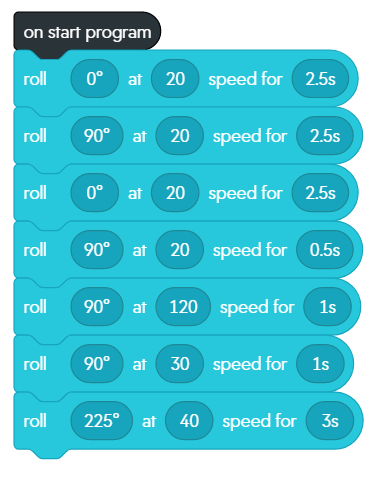 on start program
roll 0° at 20 speed for 2.5s
roll 90° at 20 speed for 2.5s
roll 0° at 20 speed for 2.5s
roll 90° at 20 speed for 0.5s
roll 90° at 120 speed for 1s
roll 90° at 30 speed for 1s
roll 225° at 40 speed for 3s